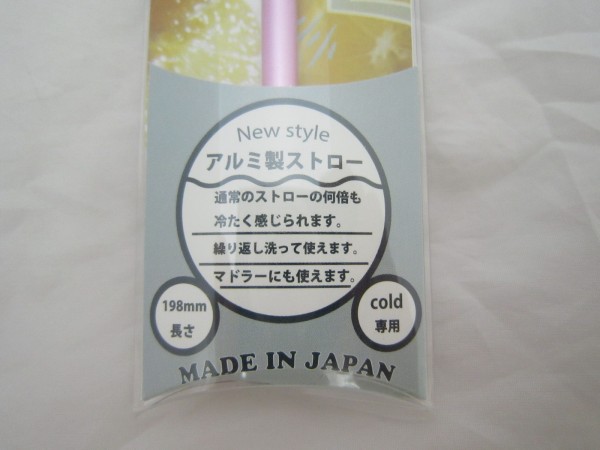 New style
アルミ製ストロー
通常のストローの何倍も
冷たく感じられます。
繰り返し洗って使えます。
マドラーにも使えます。
198mm
長さ
cold
専用
MADE IN JAPAN